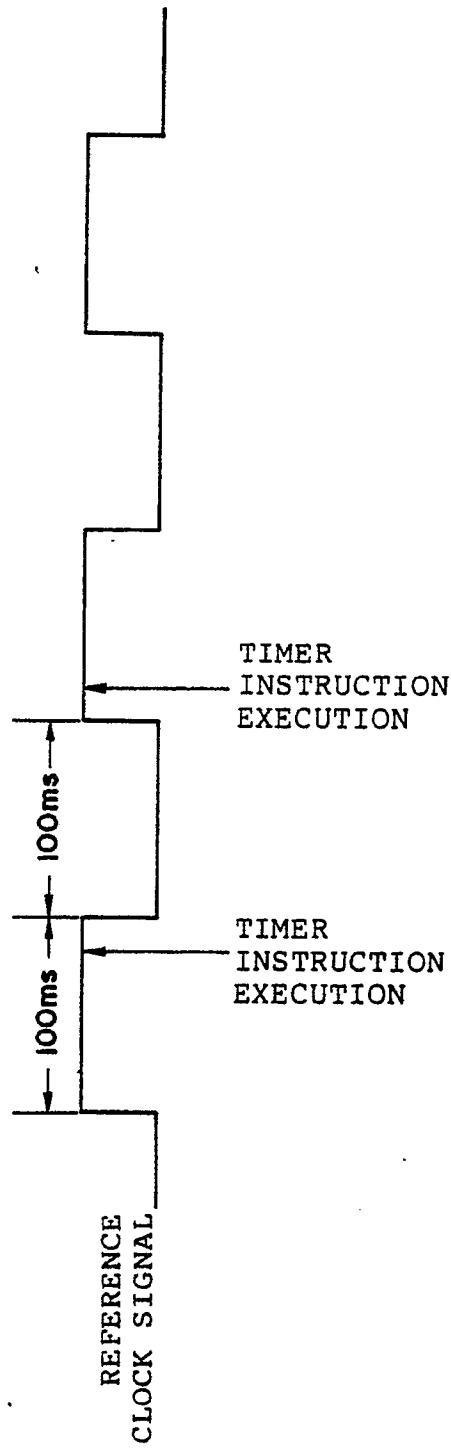 REFERENCE
CLOCK SIGNAL
100ms
100ms
TIMER
INSTRUCTION
EXECUTION
TIMER
INSTRUCTION
EXECUTION